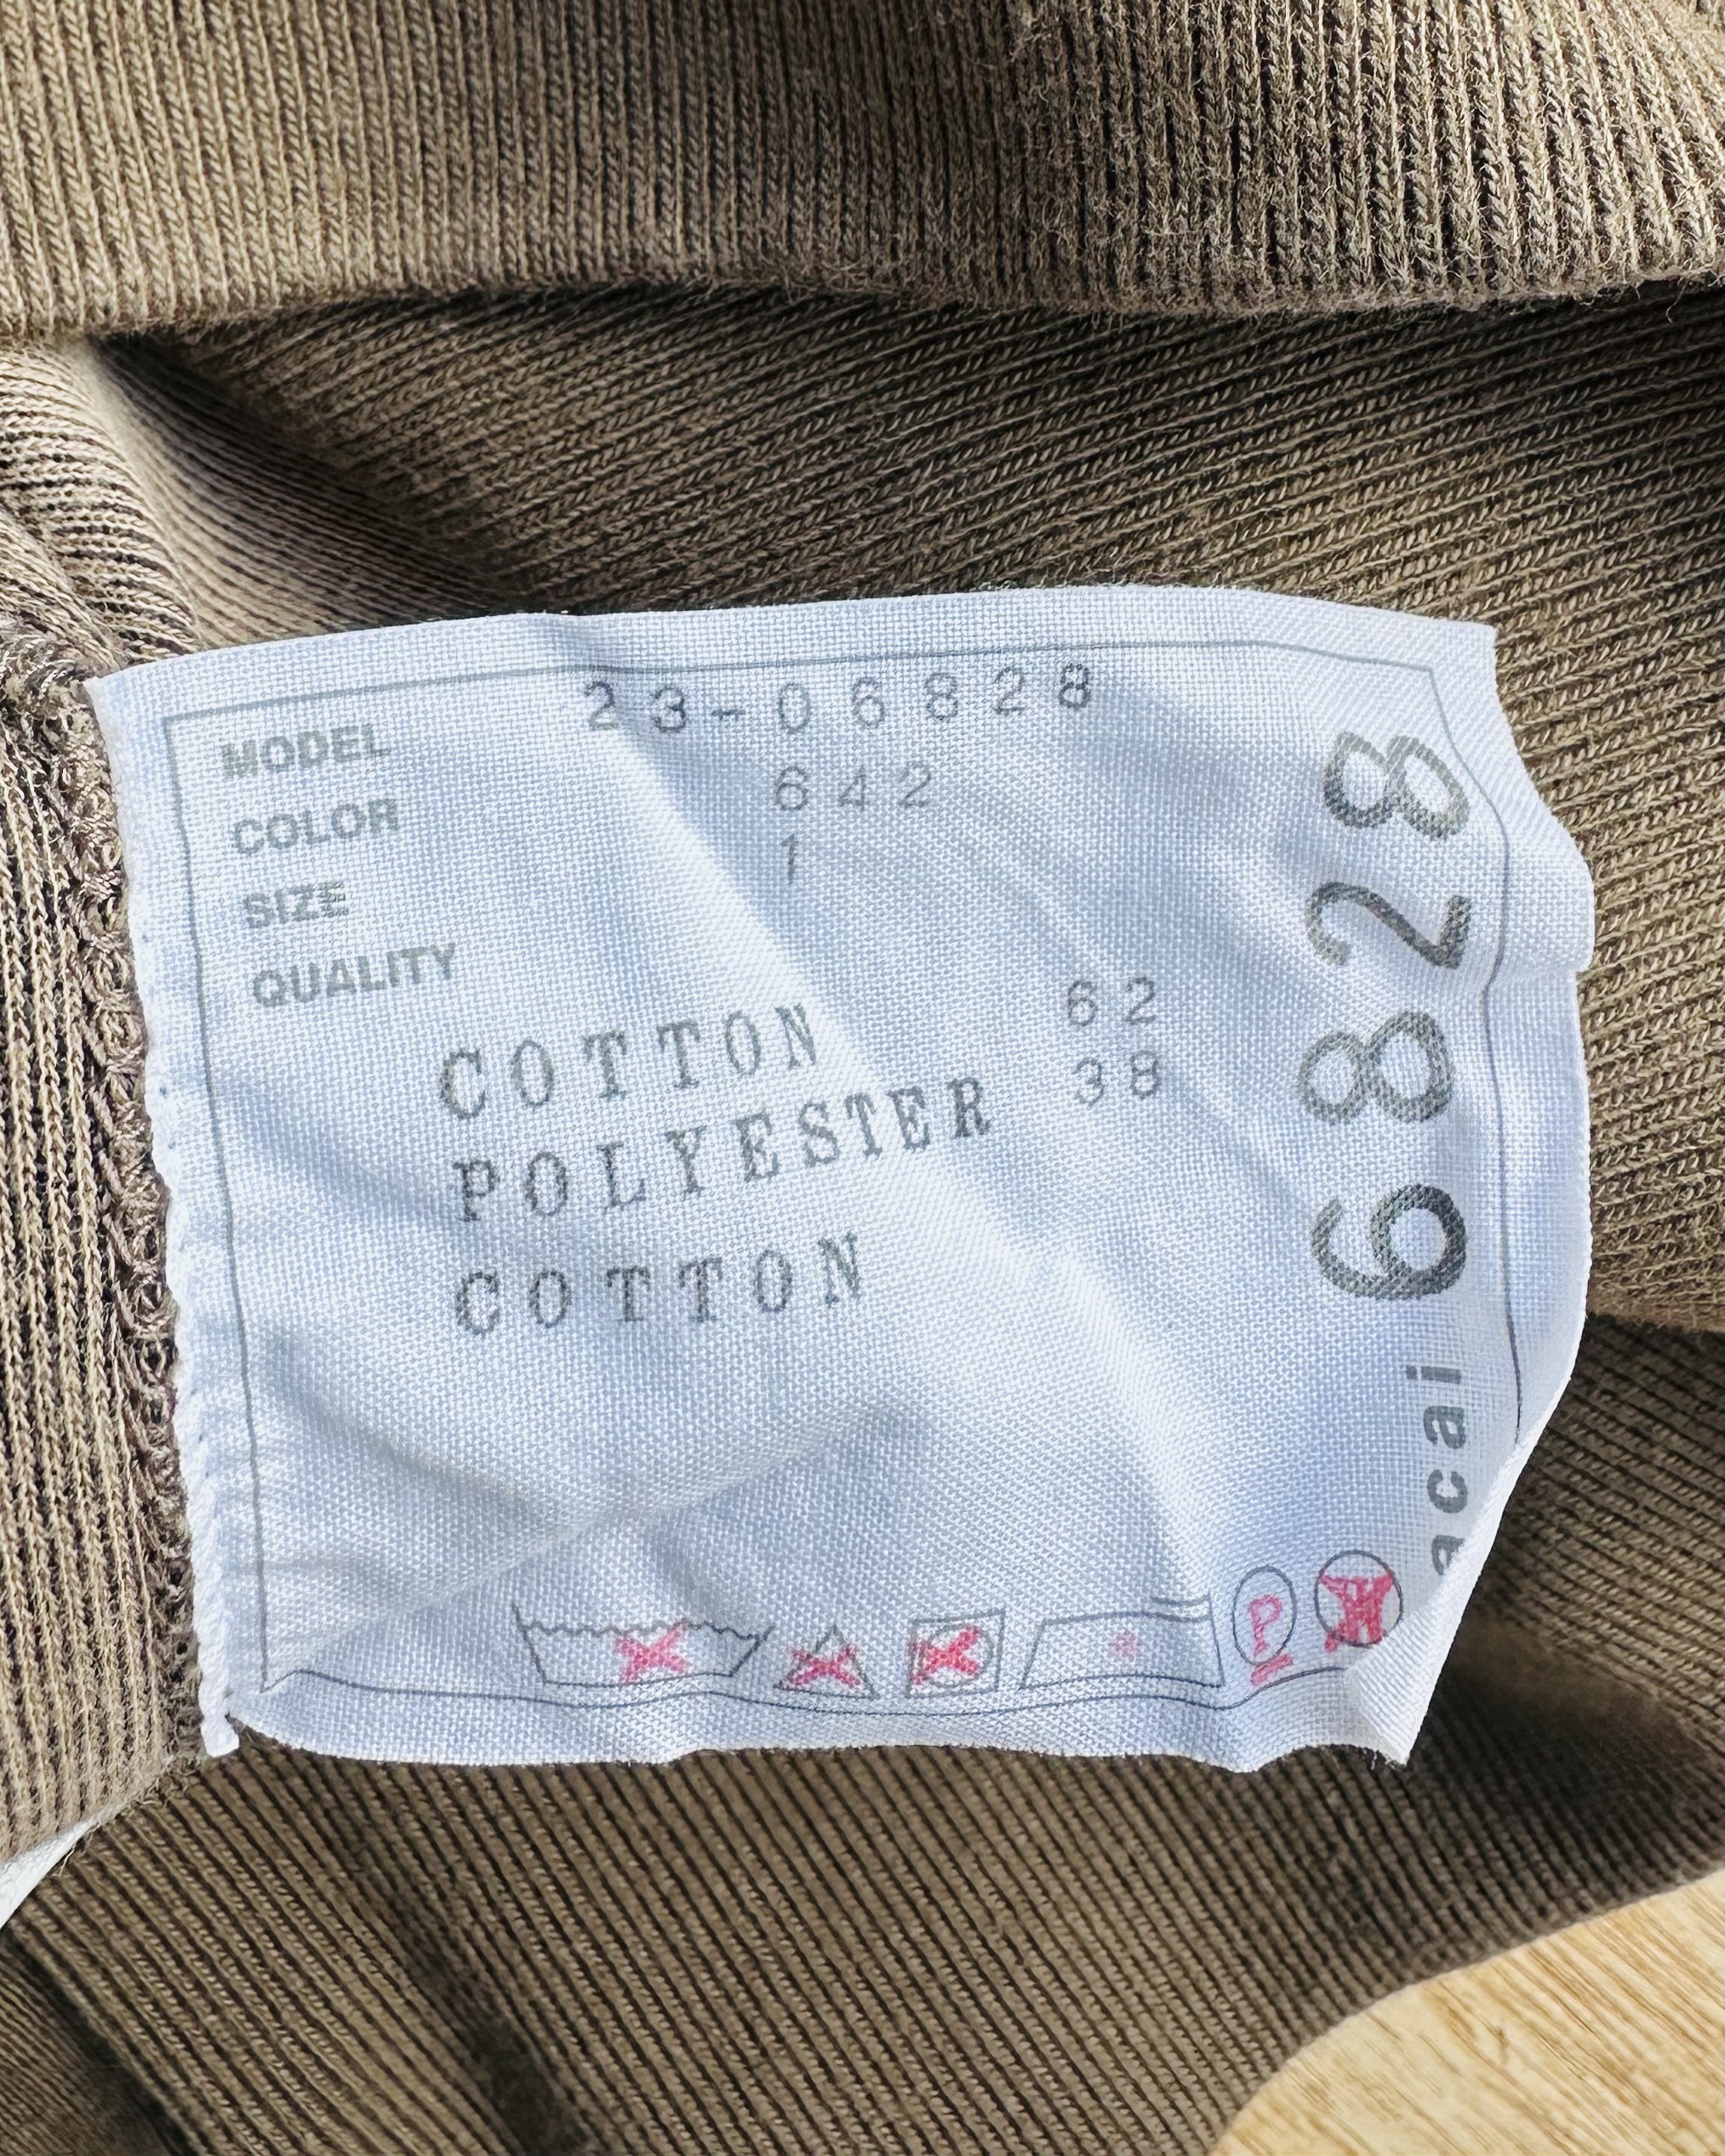 MODEL 23-06828
COLOR 642
SIZE 1
QUALITY
COTTON 62
POLYESTER 38
COTTON
acai 6828
P